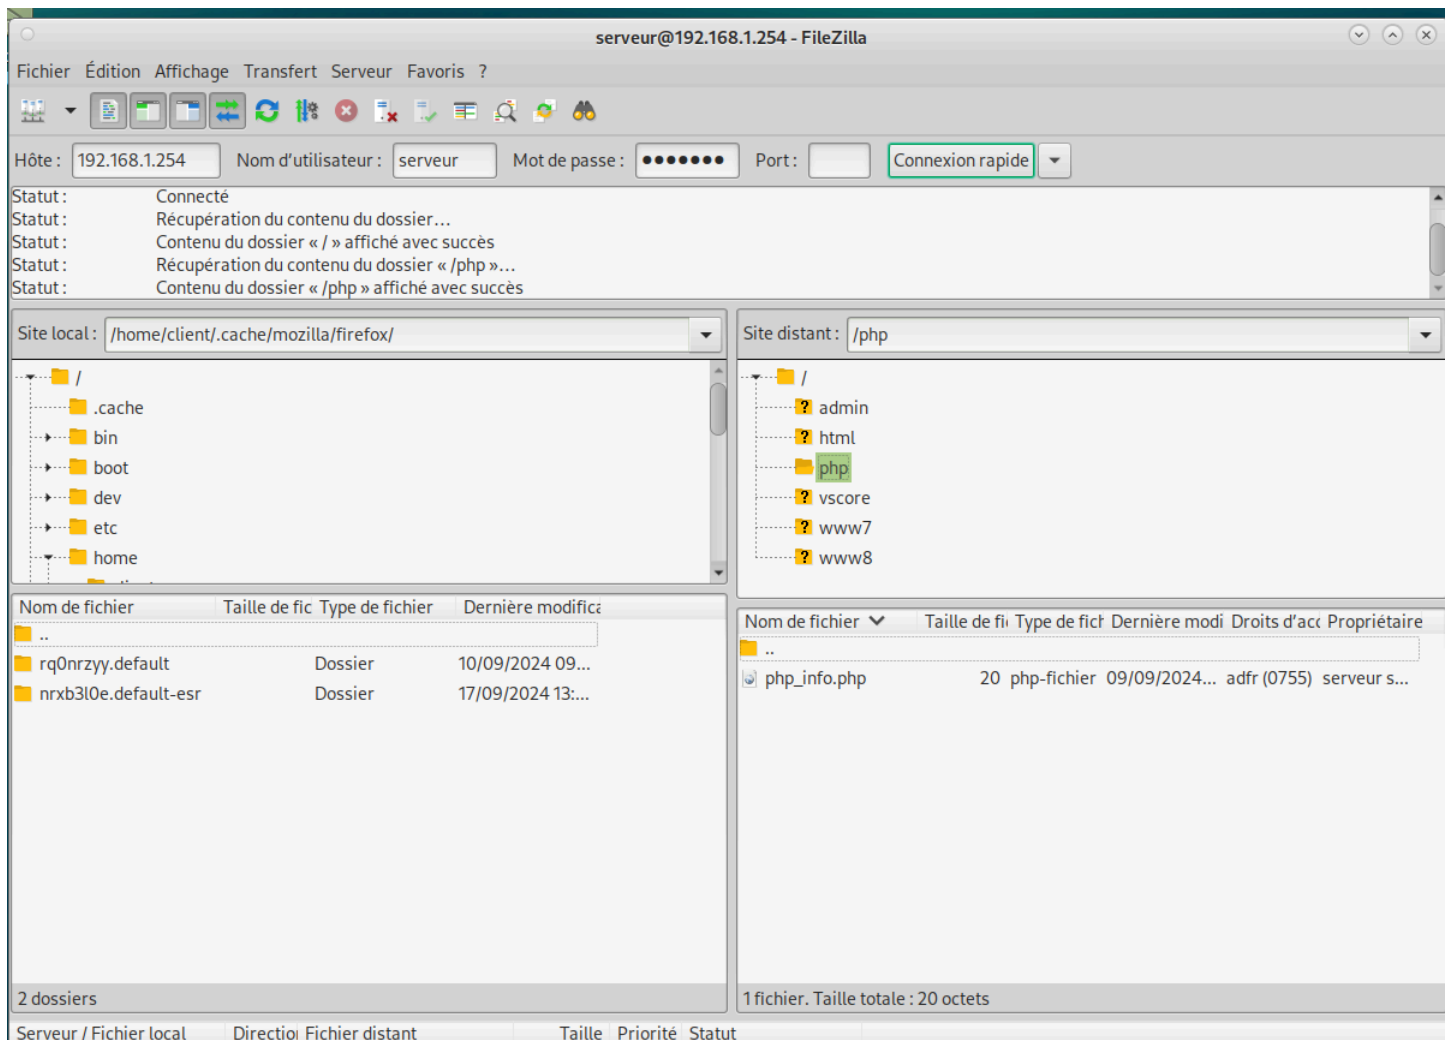 serveur@192.168.1.254 - FileZilla
Fichier Édition Affichage Transfert Serveur Favoris ?
Hôte : 192.168.1.254 Nom d'utilisateur : serveur Mot de passe : ●●●●●●● Port : Connexion rapide
Statut : Connecté
Statut : Récupération du contenu du dossier...
Statut : Contenu du dossier « / » affiché avec succès
Statut : Récupération du contenu du dossier « /php »...
Statut : Contenu du dossier « /php » affiché avec succès
Site local : /home/client/.cache/mozilla/firefox/
/
.cache
bin
boot
dev
etc
home
Nom de fichier Taille de fic Type de fichier Dernière modifica
..
rq0nrzyy.default Dossier 10/09/2024 09...
nrxb3l0e.default-esr Dossier 17/09/2024 13:...
2 dossiers
Site distant : /php
/
? admin
? html
php
? vscore
? www7
? www8
Nom de fichier Taille de fi Type de fich Dernière modi Droits d'acc Propriétaire
..
php_info.php 20 php-fichier 09/09/2024... adfr (0755) serveur s...
1 fichier. Taille totale : 20 octets
Serveur / Fichier local Direction Fichier distant Taille Priorité Statut